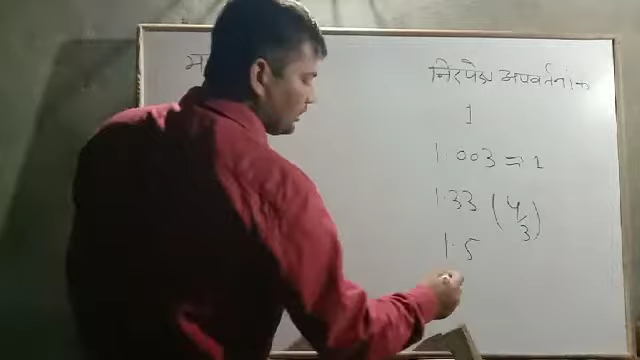 निरपेक्ष अपवर्तनांक
1
1.003 = 1
1.33 (4/3)
1.5